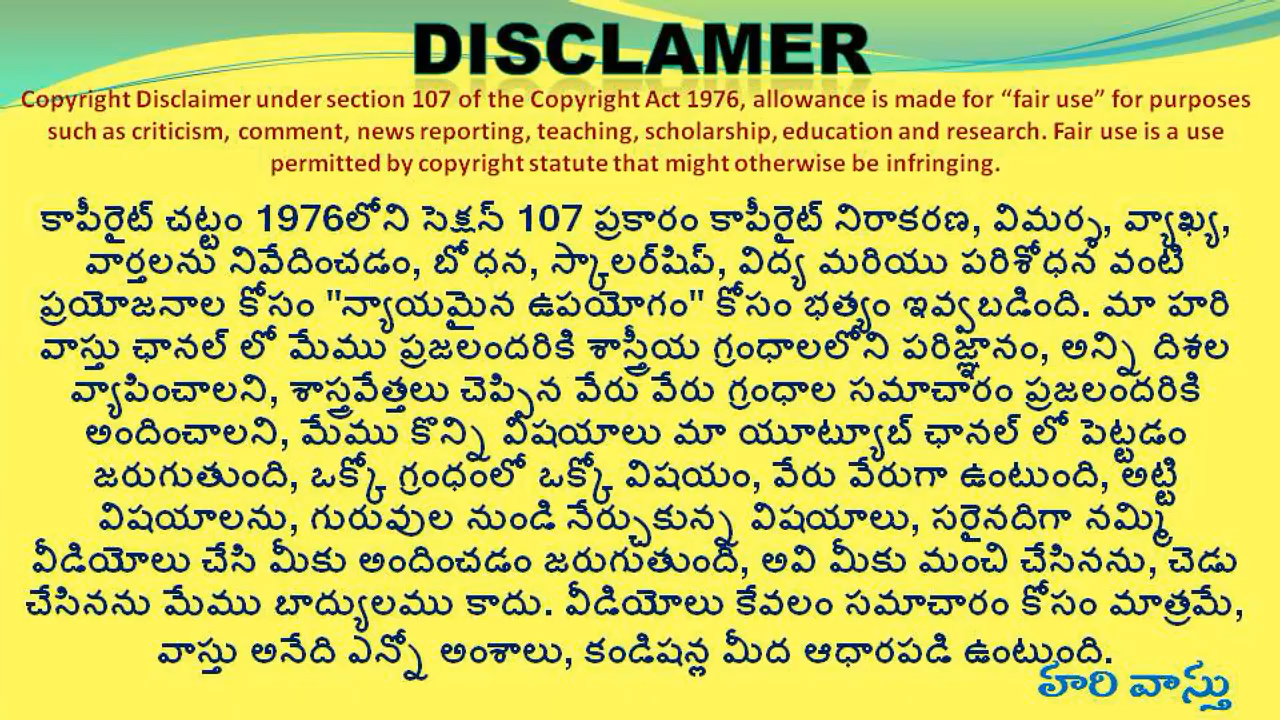 DISCLAMER
Copyright Disclaimer under section 107 of the Copyright Act 1976, allowance is made for “fair use” for purposes
such as criticism, comment, news reporting, teaching, scholarship, education and research. Fair use is a use
permitted by copyright statute that might otherwise be infringing.
కాపీరైట్ చట్టం 1976లోని సెక్షన్ 107 ప్రకారం కాపీరైట్ నిరాకరణ, విమర్శ, వ్యాఖ్య,
వార్తలను నివేదించడం, బోధన, స్కాలర్‌షిప్, విద్య మరియు పరిశోధన వంటి
ప్రయోజనాల కోసం "న్యాయమైన ఉపయోగం" కోసం భత్యం ఇవ్వబడింది. మా హరి
వాస్తు ఛానల్ లో మేము ప్రజలందరికి శాస్త్రీయ గ్రంధాలలోని పరిజ్ఞానం, అన్ని దిశల
వ్యాపించాలని, శాస్త్రవేత్తలు చెప్పిన వేరు వేరు గ్రంధాల సమాచారం ప్రజలందరికి
అందించాలని, మేము కొన్ని విషయాలు మా యూట్యూబ్ ఛానల్ లో పెట్టడం
జరుగుతుంది, ఒక్కో గ్రంధంలో ఒక్కో విషయం, వేరు వేరుగా ఉంటుంది, అట్టి
విషయాలను, గురువుల నుండి నేర్చుకున్న విషయాలు, సరైనదిగా నమ్మి
వీడియోలు చేసి మీకు అందించడం జరుగుతుంది, అవి మీకు మంచి చేసినను, చెడు
చేసినను మేము బాద్యులము కాదు. వీడియోలు కేవలం సమాచారం కోసం మాత్రమే,
వాస్తు అనేది ఎన్నో అంశాలు, కండిషన్ల మీద ఆధారపడి ఉంటుంది.
హరి వాస్తు